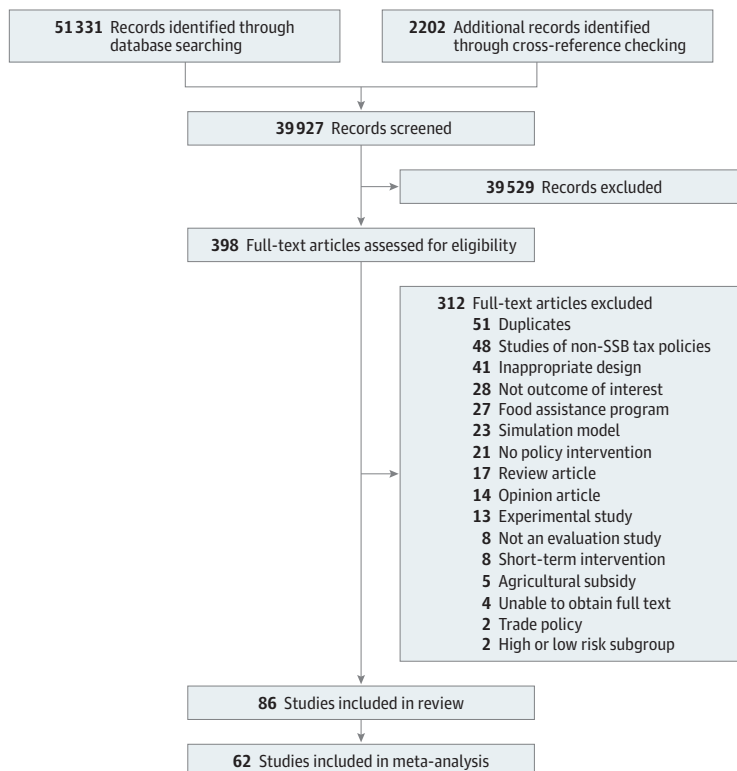 51331 Records identified through
database searching
2202 Additional records identified
through cross-reference checking
39927 Records screened
39529 Records excluded
398 Full-text articles assessed for eligibility
312 Full-text articles excluded
51 Duplicates
48 Studies of non-SSB tax policies
41 Inappropriate design
28 Not outcome of interest
27 Food assistance program
23 Simulation model
21 No policy intervention
17 Review article
14 Opinion article
13 Experimental study
8 Not an evaluation study
8 Short-term intervention
5 Agricultural subsidy
4 Unable to obtain full text
2 Trade policy
2 High or low risk subgroup
86 Studies included in review
62 Studies included in meta-analysis